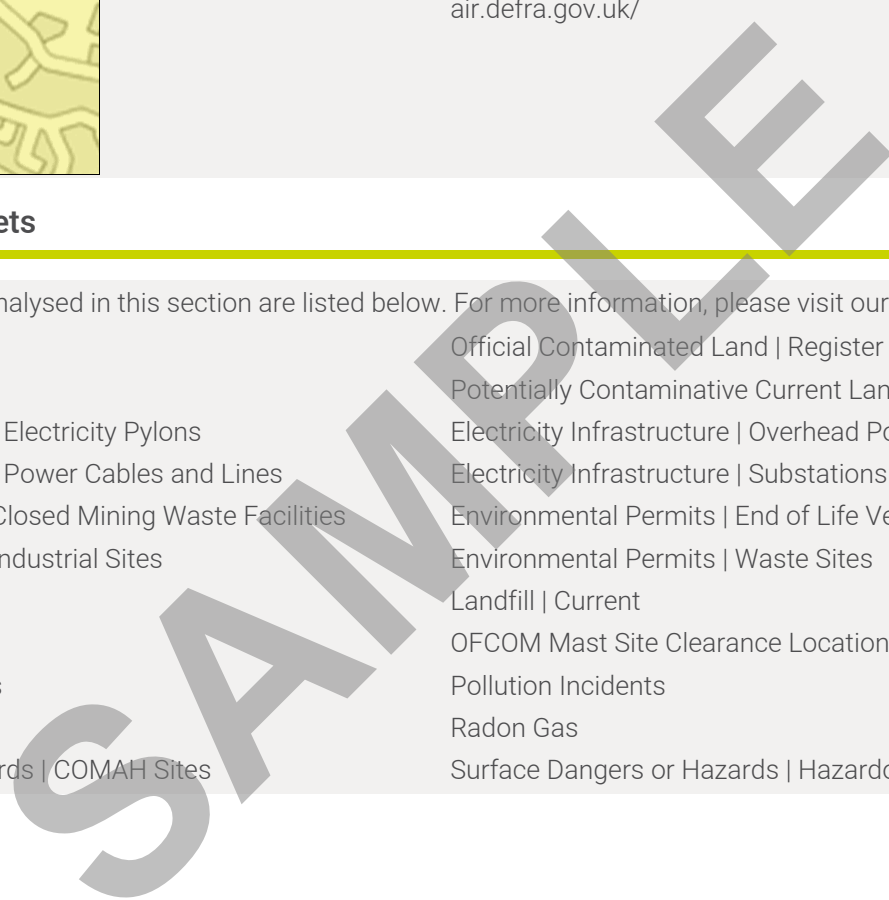 air.defra.gov.uk/
ets
nalysed in this section are listed below. For more information, please visit our
Official Contaminated Land | Register
Potentially Contaminative Current Lan
Electricity Pylons
Electricity Infrastructure | Overhead Po
Power Cables and Lines
Electricity Infrastructure | Substations
Closed Mining Waste Facilities
Environmental Permits | End of Life Ve
ndustrial Sites
Environmental Permits | Waste Sites
Landfill | Current
OFCOM Mast Site Clearance Location
s
Pollution Incidents
Radon Gas
rds | COMAH Sites
Surface Dangers or Hazards | Hazardo
SAMPLE